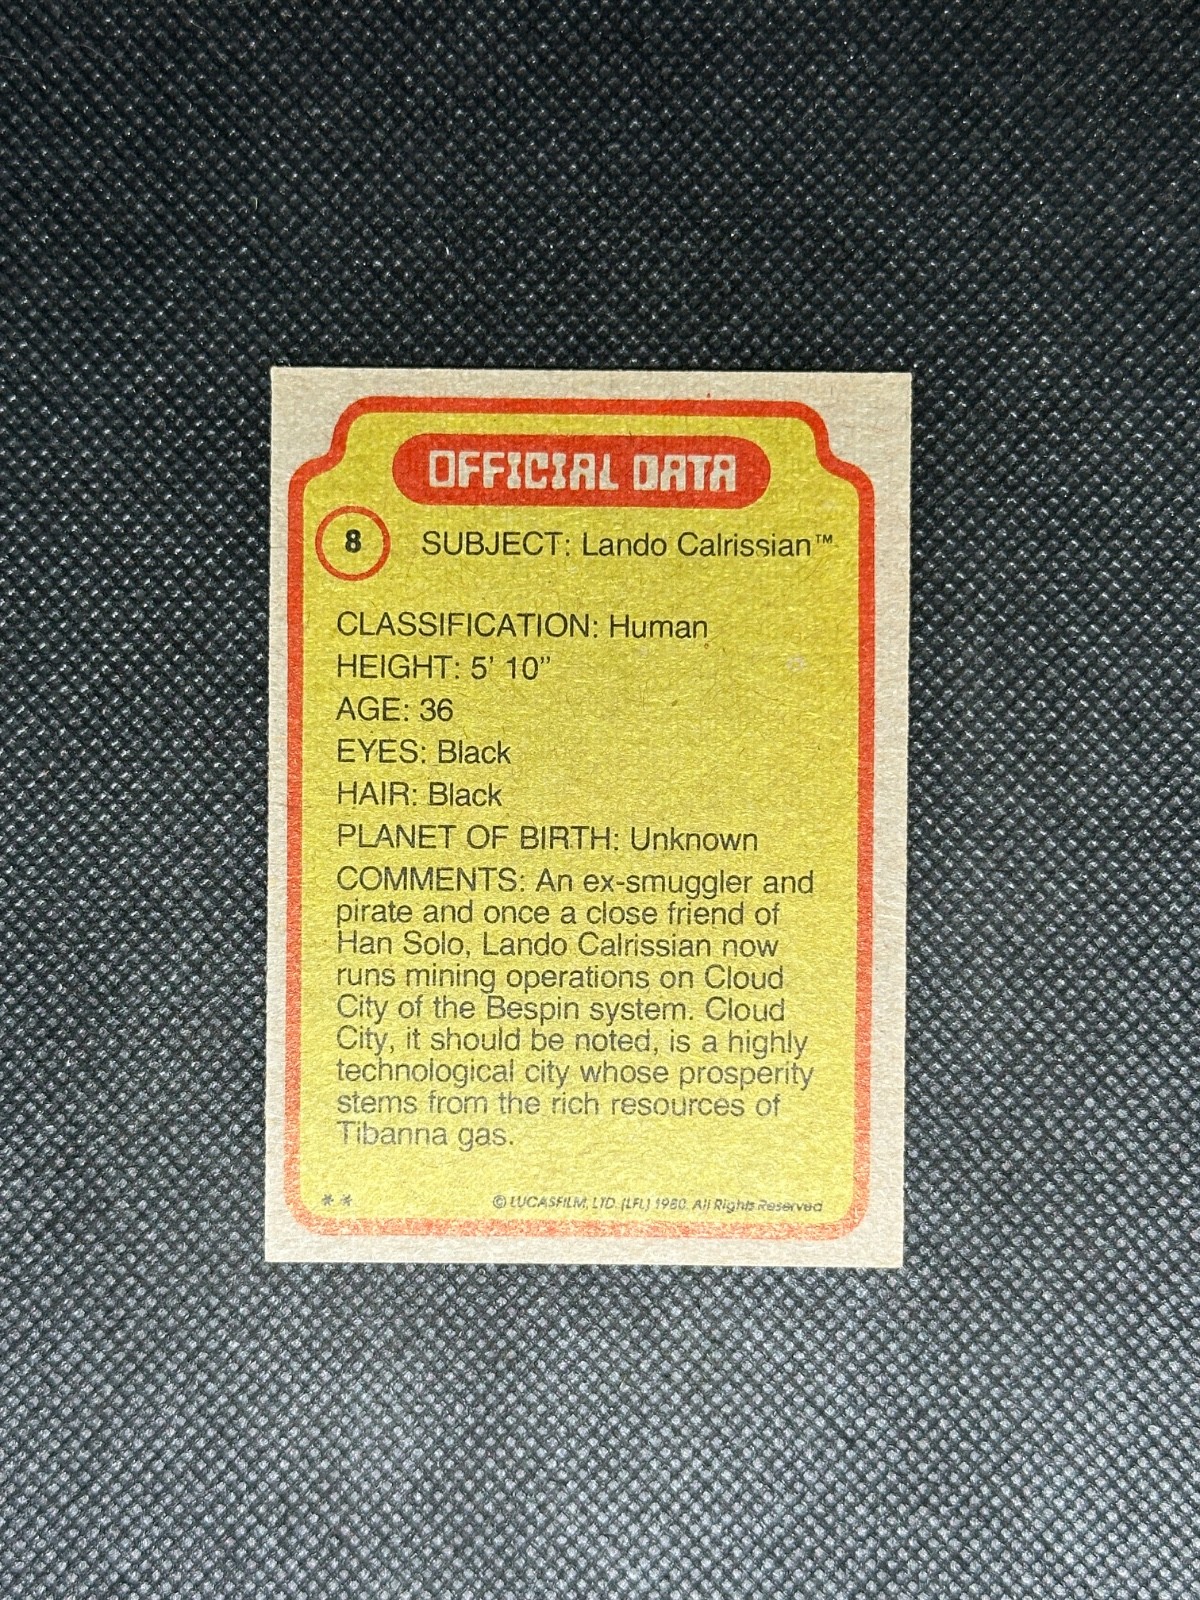 OFFICIAL DATA
8
SUBJECT: Lando Calrissian™
CLASSIFICATION: Human
HEIGHT: 5' 10"
AGE: 36
EYES: Black
HAIR: Black
PLANET OF BIRTH: Unknown
COMMENTS: An ex-smuggler and
pirate and once a close friend of
Han Solo, Lando Calrissian now
runs mining operations on Cloud
City of the Bespin system. Cloud
City, it should be noted, is a highly
technological city whose prosperity
stems from the rich resources of
Tibanna gas.
** © LUCASFILM, LTD. (LFL) 1980. All Rights Reserved